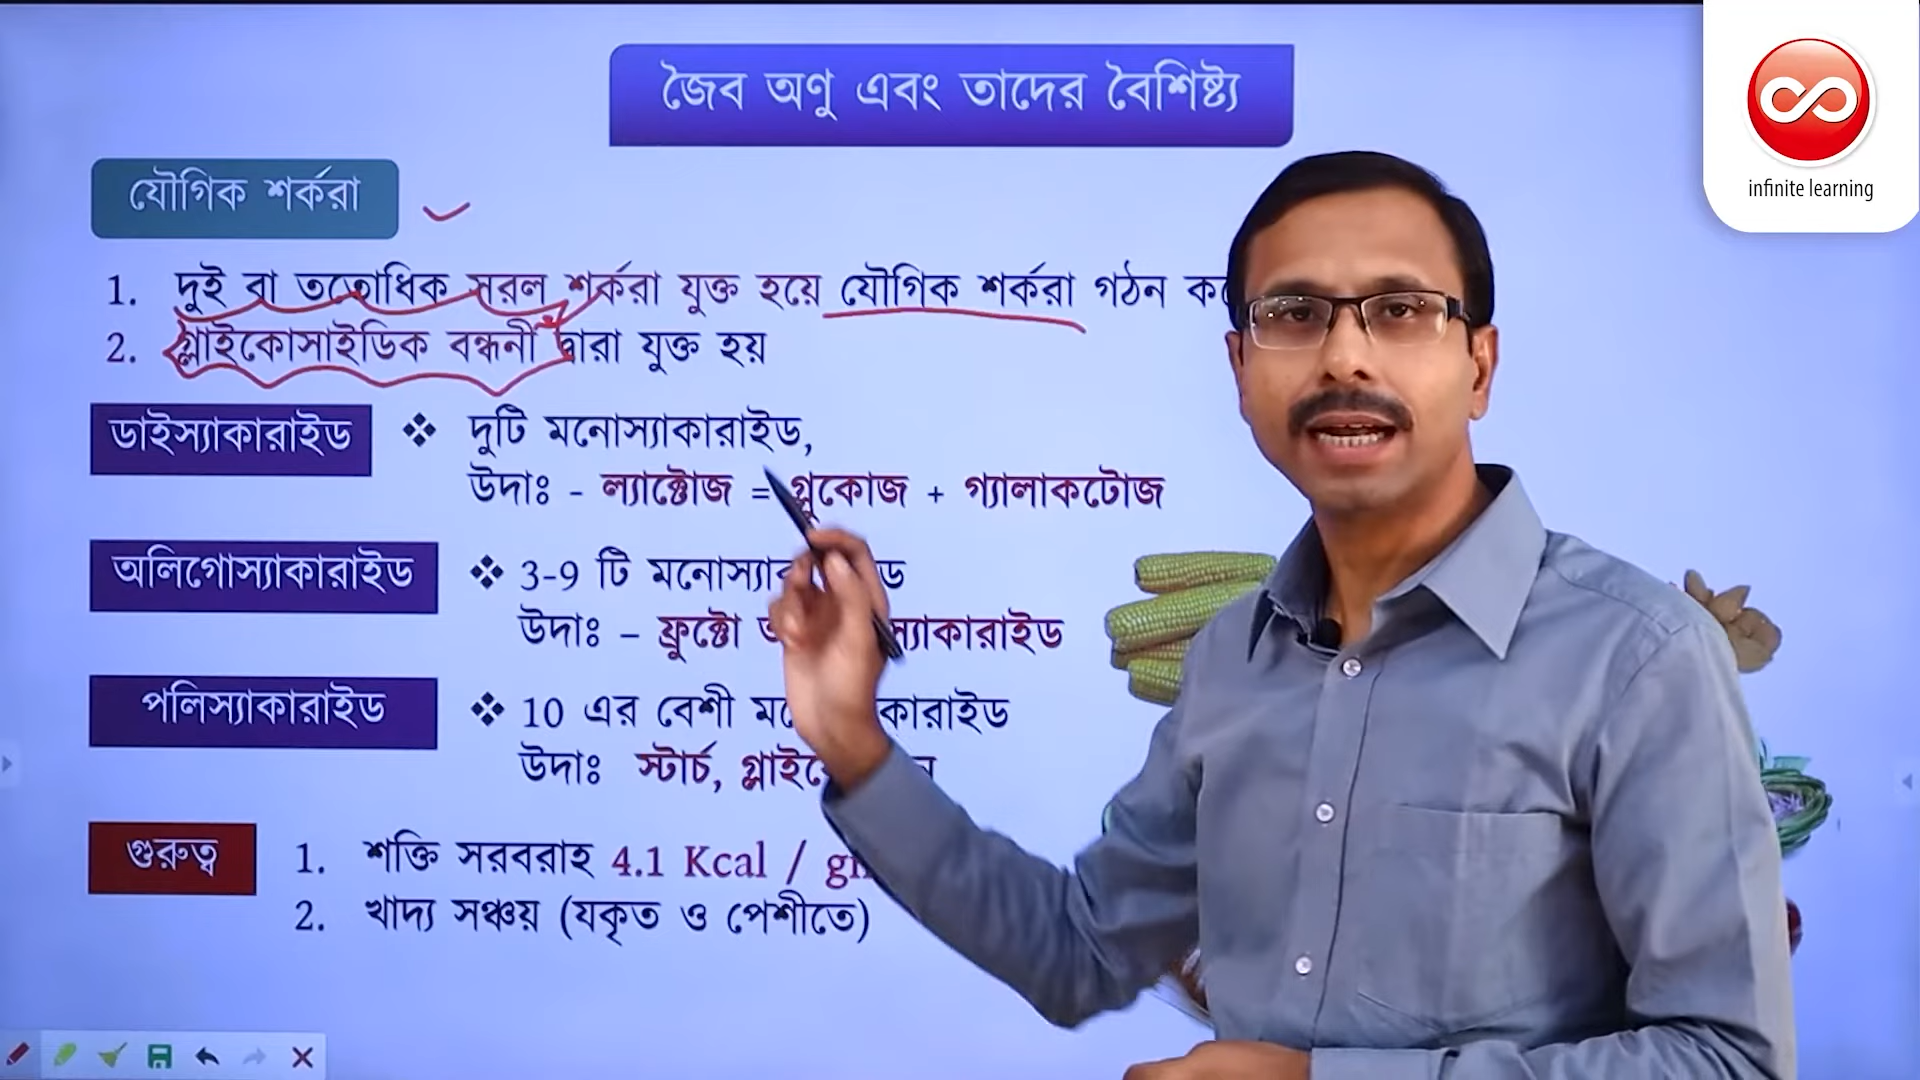 জৈব অণু এবং তাদের বৈশিষ্ট্য
infinite learning
যৌগিক শর্করা
1. দুই বা ততোধিক সরল শর্করা যুক্ত হয়ে যৌগিক শর্করা গঠন
2. গ্লাইকোসাইডিক বন্ধনী দ্বারা যুক্ত হয়
ডাইস্যাকারাইড ❖ দুটি মনোস্যাকারাইড,
উদাঃ - ল্যাক্টোজ = গ্লুকোজ + গ্যালাকটোজ
অলিগোস্যাকারাইড ❖ 3-9 টি
উদাঃ – ফ্রুক্টো
পলিস্যাকারাইড ❖ 10 এর বেশী
উদাঃ স্টার্চ,
গুরুত্ব 1. শক্তি সরবরাহ 4.1 Kcal /
2. খাদ্য সঞ্চয় (যকৃত ও পেশীতে)